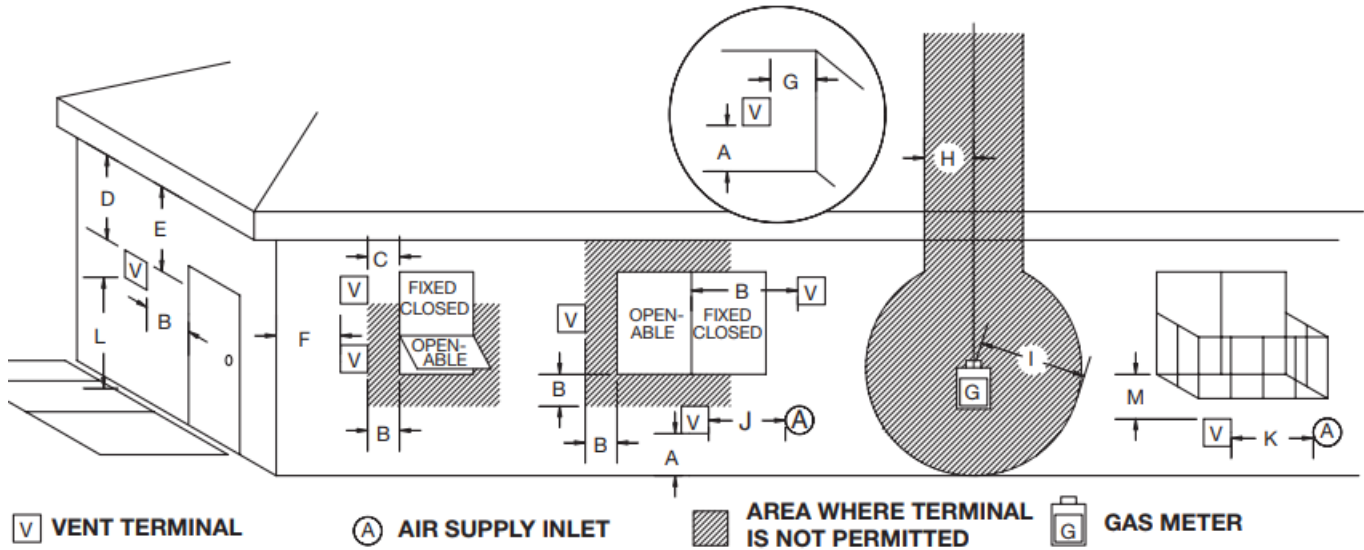 G
V
A
H
D
E
V
B
L
F
C
V
FIXED
CLOSED
V
OPEN-
ABLE
B
V
OPEN-
ABLE
FIXED
CLOSED
B
V
B
B
V
J
A
A
I
G
M
V
K
A
V VENT TERMINAL
A AIR SUPPLY INLET
AREA WHERE TERMINAL
IS NOT PERMITTED
G GAS METER